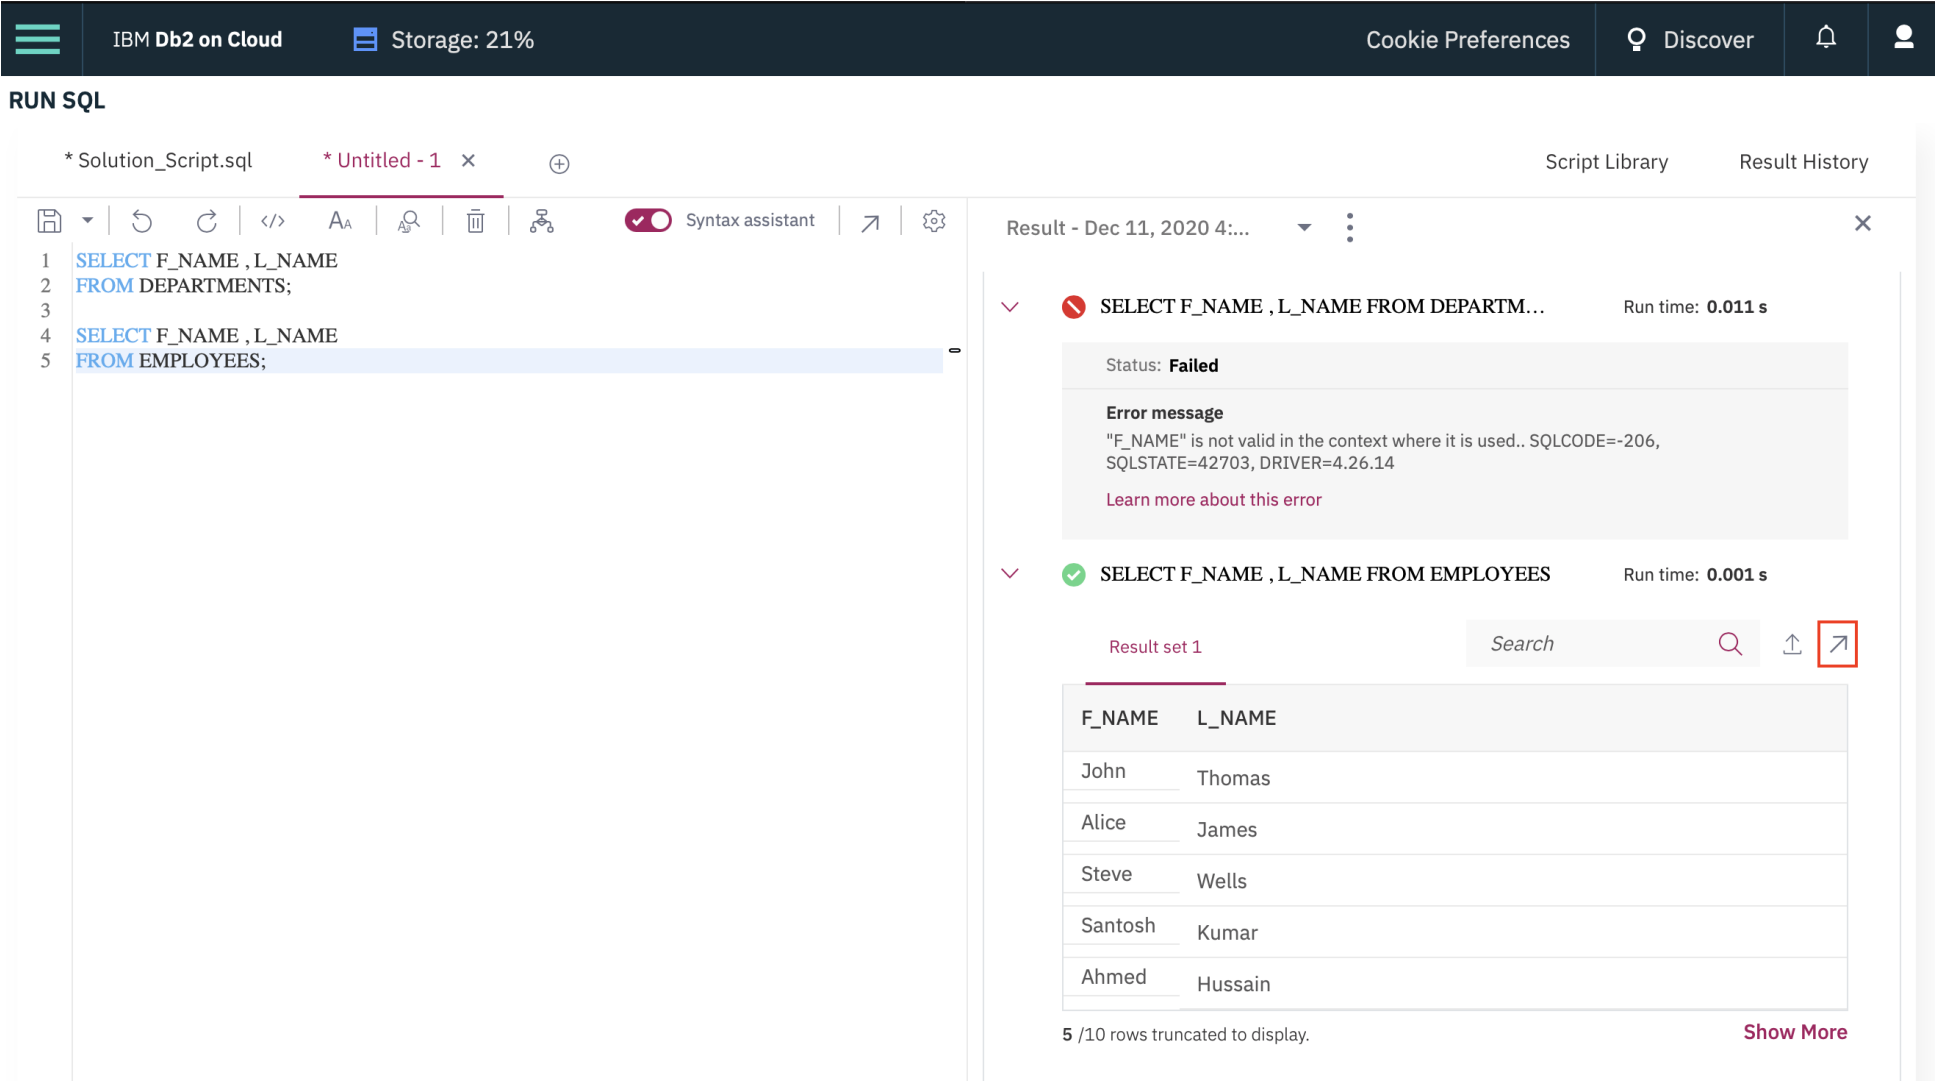 IBM Db2 on Cloud
Storage: 21%
Cookie Preferences
Discover
RUN SQL
* Solution_Script.sql
* Untitled - 1
Script Library
Result History
Syntax assistant
Result - Dec 11, 2020 4:...
1 SELECT F_NAME , L_NAME
2 FROM DEPARTMENTS;
3
4 SELECT F_NAME , L_NAME
5 FROM EMPLOYEES;
SELECT F_NAME , L_NAME FROM DEPARTM...
Run time: 0.011 s
Status: Failed
Error message
"F_NAME" is not valid in the context where it is used.. SQLCODE=-206,
SQLSTATE=42703, DRIVER=4.26.14
Learn more about this error
SELECT F_NAME , L_NAME FROM EMPLOYEES
Run time: 0.001 s
Result set 1
Search
F_NAME L_NAME
John Thomas
Alice James
Steve Wells
Santosh Kumar
Ahmed Hussain
5 /10 rows truncated to display.
Show More